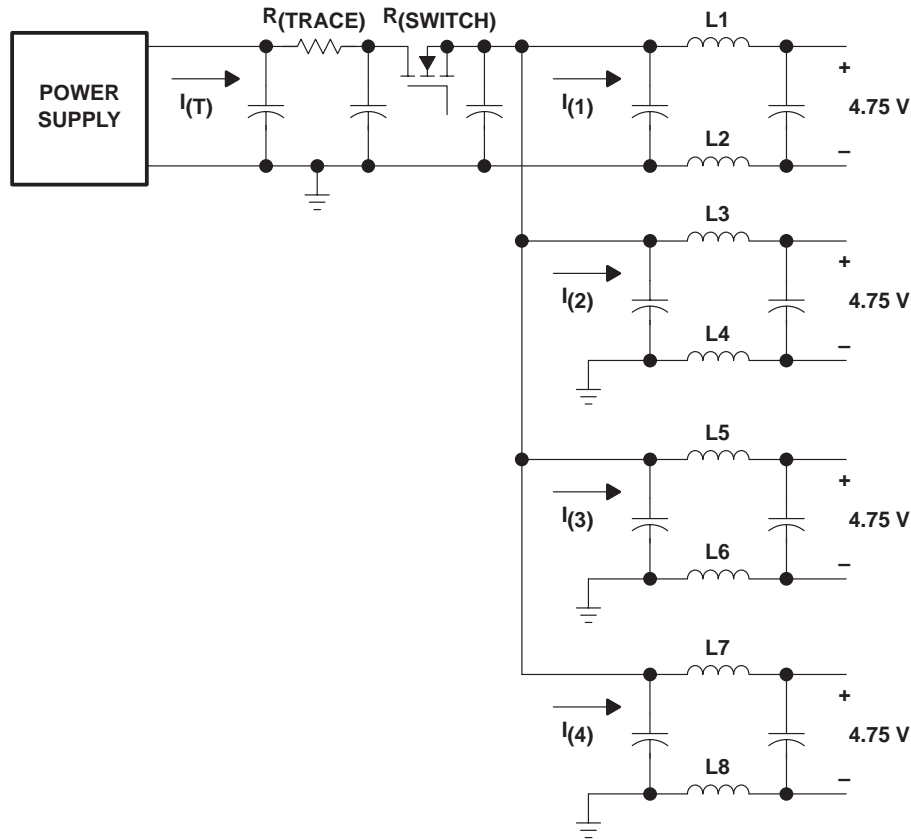 POWER
SUPPLY
I(T)
R(TRACE)
R(SWITCH)
I(1)
L1
L2
+
4.75 V
–
I(2)
L3
L4
+
4.75 V
–
I(3)
L5
L6
+
4.75 V
–
I(4)
L7
L8
+
4.75 V
–